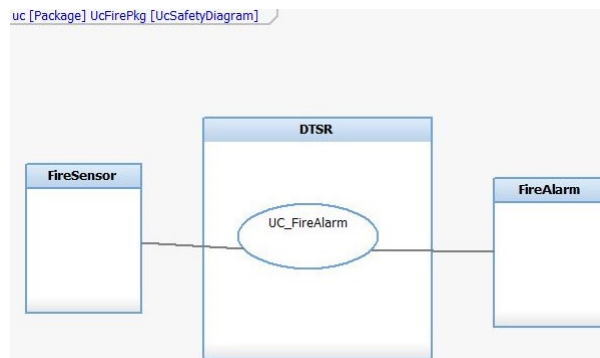 uc [Package] UcFirePkg [UcSafetyDiagram]
DTSR
FireSensor
FireAlarm
UC_FireAlarm